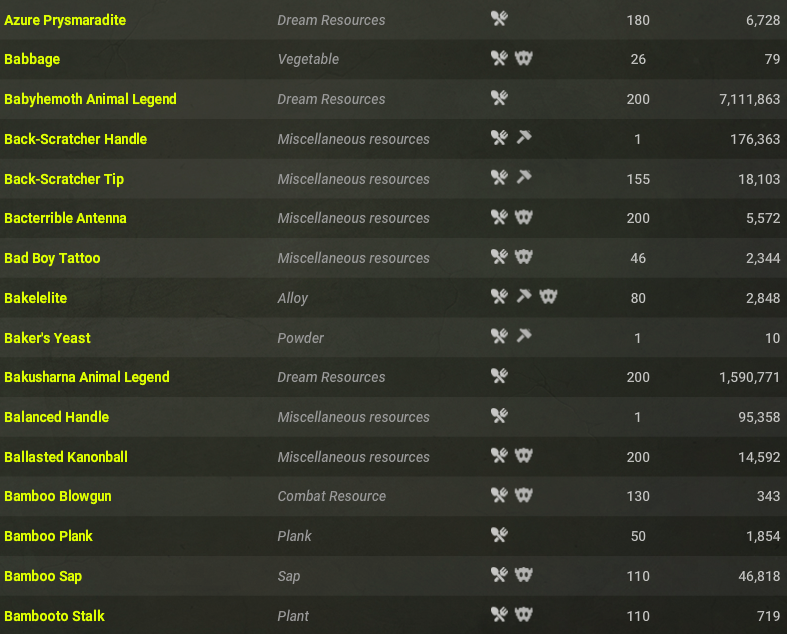 Azure Prysmaradite Dream Resources 180 6,728
Babbage Vegetable 26 79
Babyhemoth Animal Legend Dream Resources 200 7,111,863
Back-Scratcher Handle Miscellaneous resources 1 176,363
Back-Scratcher Tip Miscellaneous resources 155 18,103
Bacterrible Antenna Miscellaneous resources 200 5,572
Bad Boy Tattoo Miscellaneous resources 46 2,344
Bakelelite Alloy 80 2,848
Baker's Yeast Powder 1 10
Bakusharna Animal Legend Dream Resources 200 1,590,771
Balanced Handle Miscellaneous resources 1 95,358
Ballasted Kanonball Miscellaneous resources 200 14,592
Bamboo Blowgun Combat Resource 130 343
Bamboo Plank Plank 50 1,854
Bamboo Sap Sap 110 46,818
Bambooto Stalk Plant 110 719